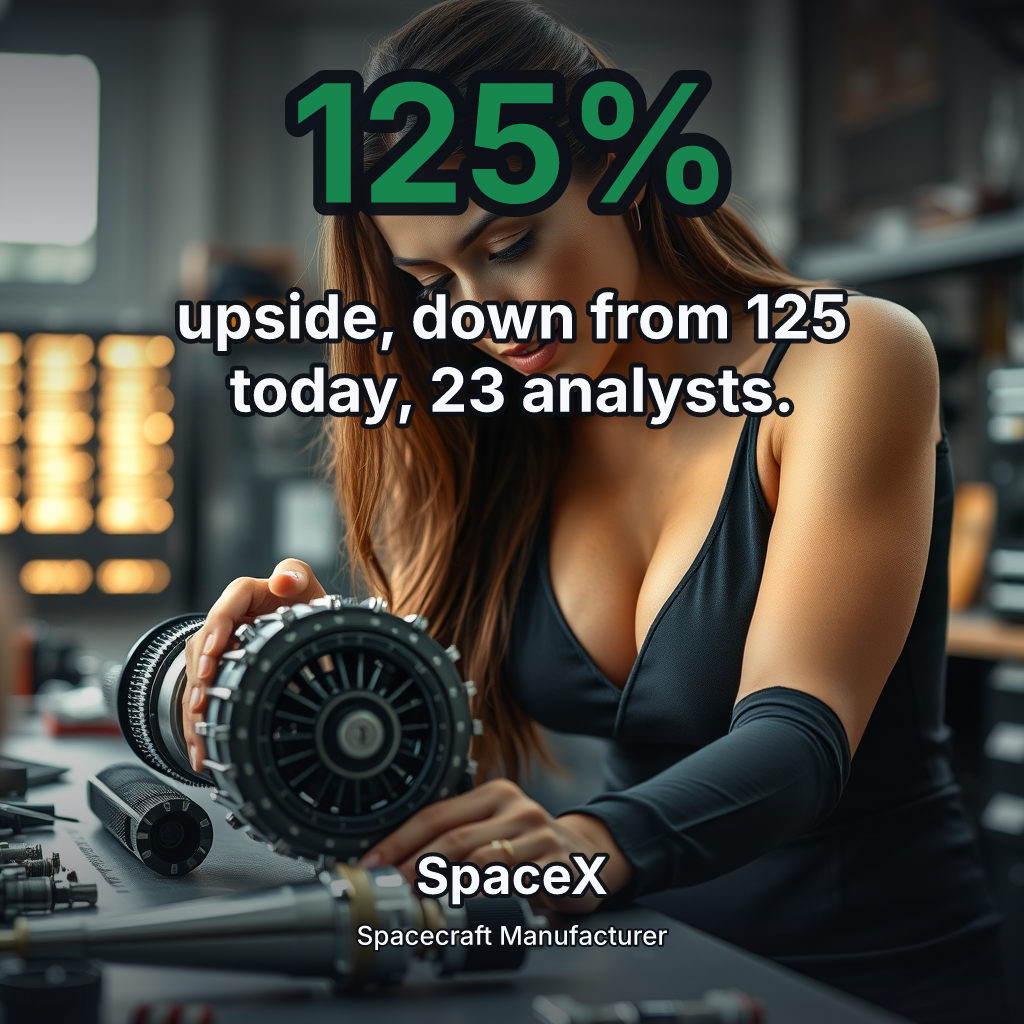 125%
upside, down from 125
today, 23 analysts.
SpaceX
Spacecraft Manufacturer